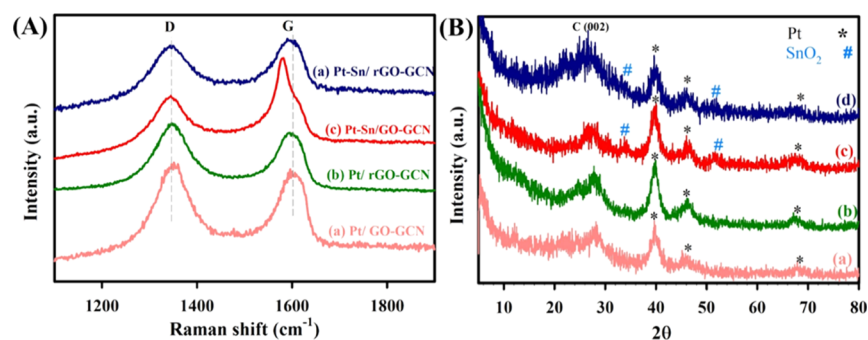 (A)
D
G
(a) Pt-Sn/ rGO-GCN
(c) Pt-Sn/GO-GCN
(b) Pt/ rGO-GCN
(a) Pt/ GO-GCN
Intensity (a.u.)
1200
1400
1600
1800
Raman shift (cm⁻¹)
(B)
C (002)
Pt *
SnO₂ #
*
#
*
#
*
(d)
*
#
*
#
*
(c)
*
*
*
(b)
*
*
*
(a)
Intensity (a.u.)
10
20
30
40
50
60
70
80
2θ